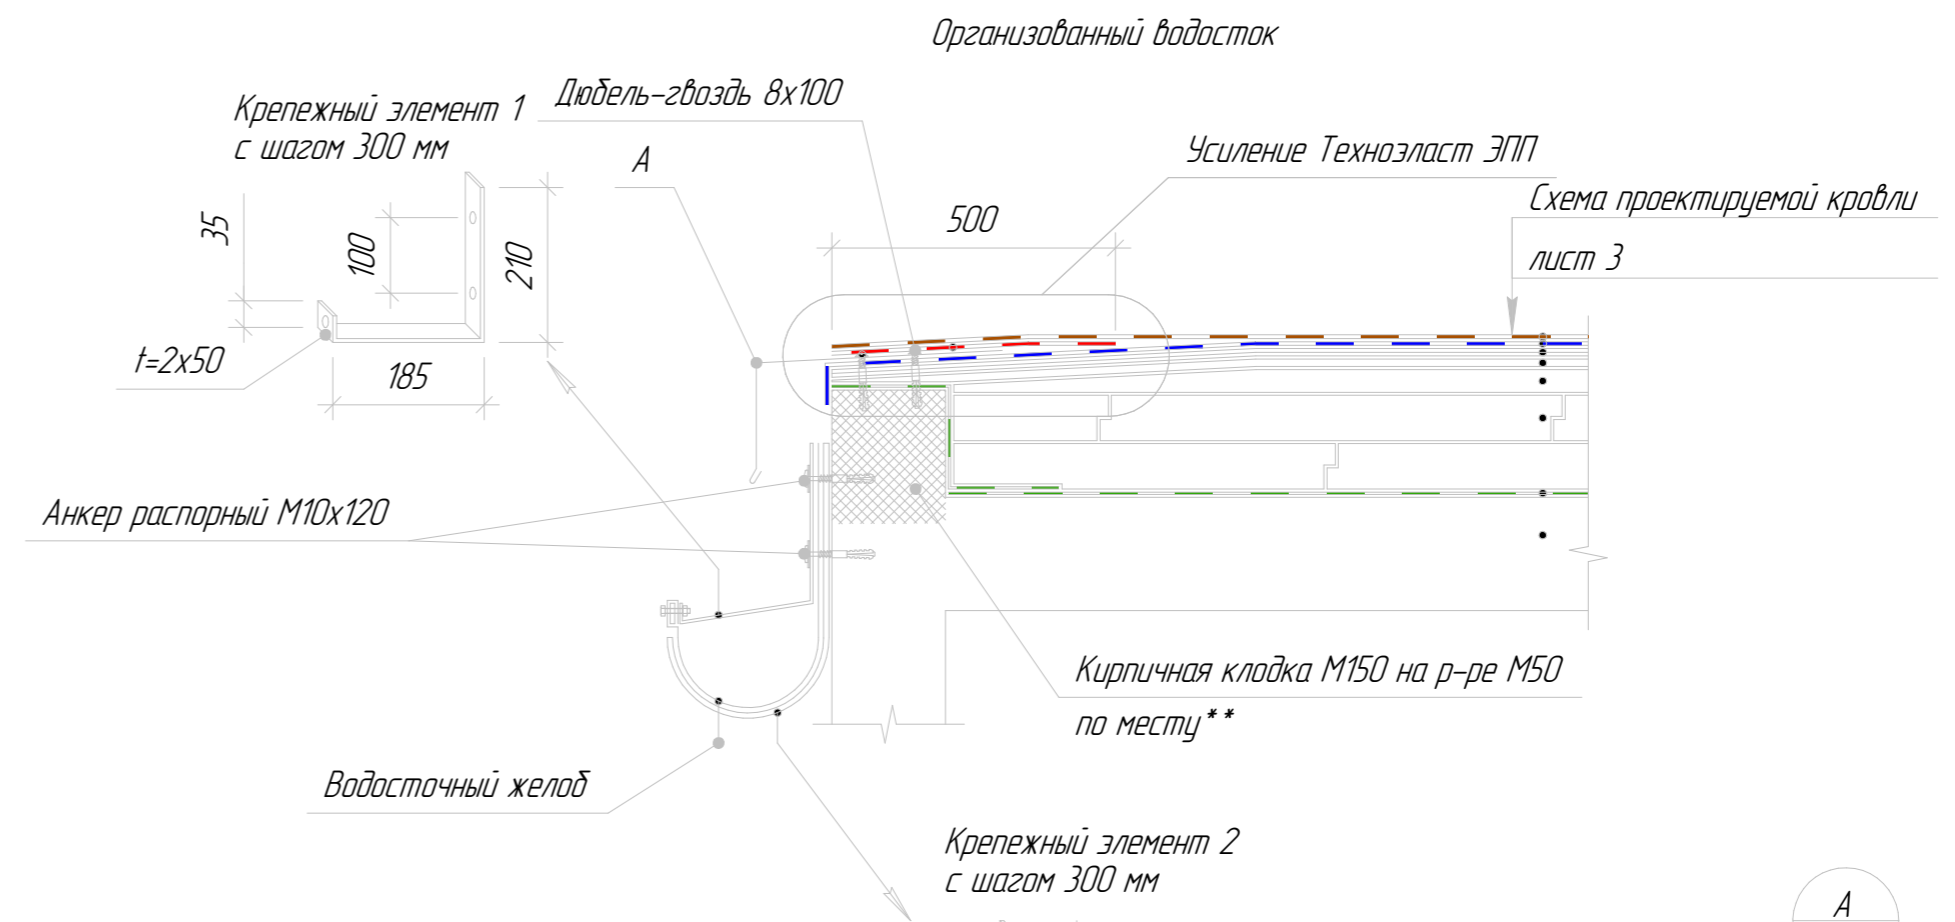 Организованный водосток
Дюбель-гвоздь 8х100
Крепежный элемент 1
с шагом 300 мм
А
Усиление Техноэласт ЭПП
Схема проектируемой кровли
лист 3
500
35
100
210
t=2х50
185
Анкер распорный М10х120
Кирпичная клодка М150 на р-ре М50
по месту**
Водосточный желоб
Крепежный элемент 2
с шагом 300 мм
А